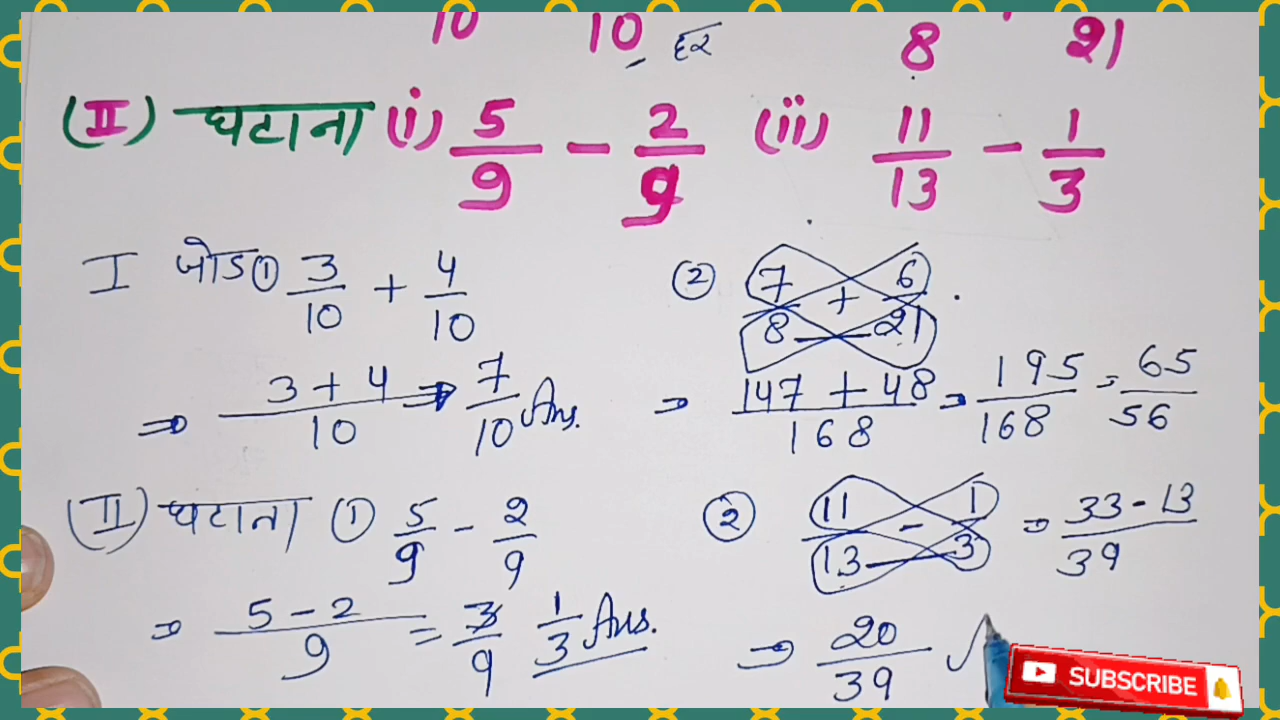 10 10 हर 8 21
(II) घटाना (i) 5/9 - 2/9 (ii) 11/13 - 1/3
I जोड ① 3/10 + 4/10 ② 7/8 + 6/21
⇒ 3+4/10 → 7/10 Ans. ⇒ 147 + 48/168 ⇒ 195/168 = 65/56
(II) घटाना ① 5/9 - 2/9 ② 11/13 - 1/3 ⇒ 33-13/39
⇒ 5-2/9 = 3/9 1/3 Ans. ⇒ 20/39
SUBSCRIBE